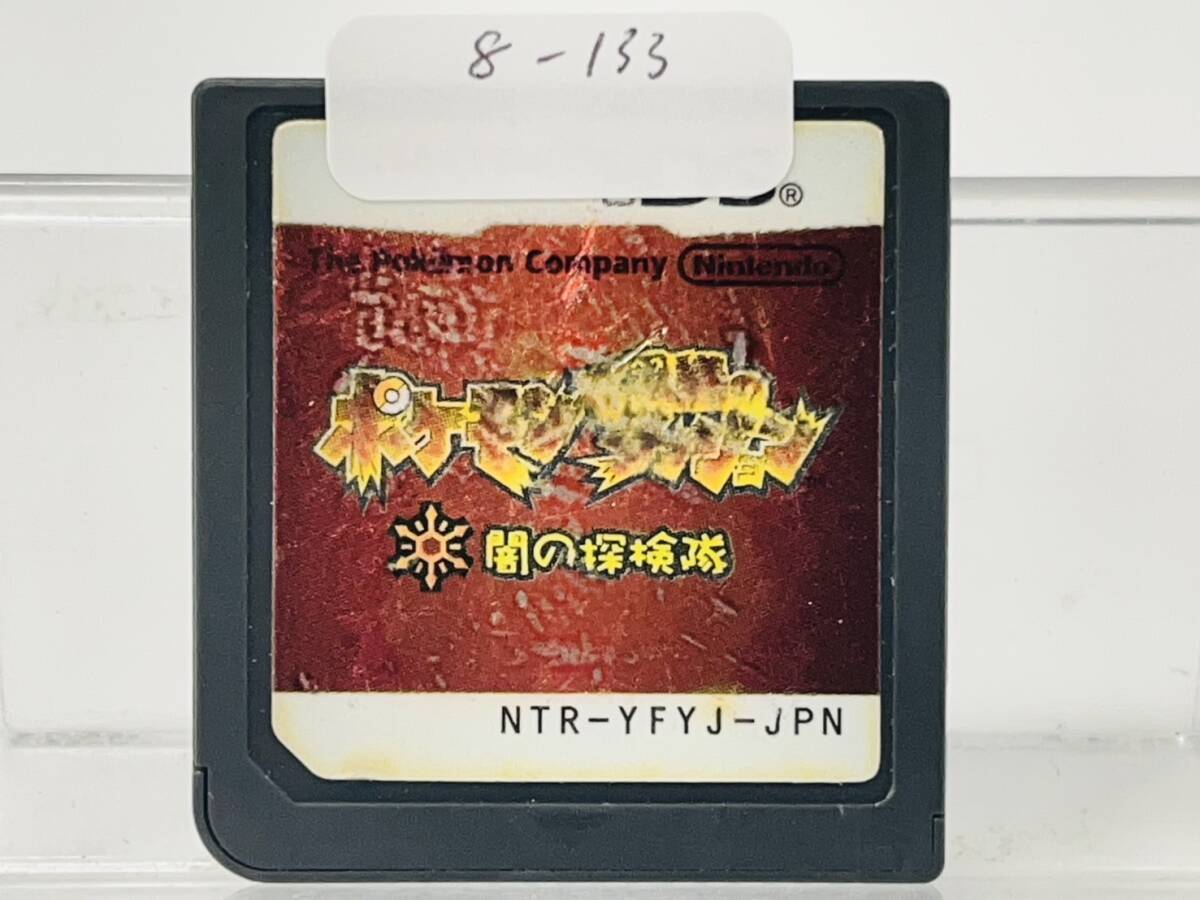 8-133
DS®
The Pokémon Company Nintendo
ポケモン不思議のダンジョン
闇の探検隊
NTR-YFYJ-JPN